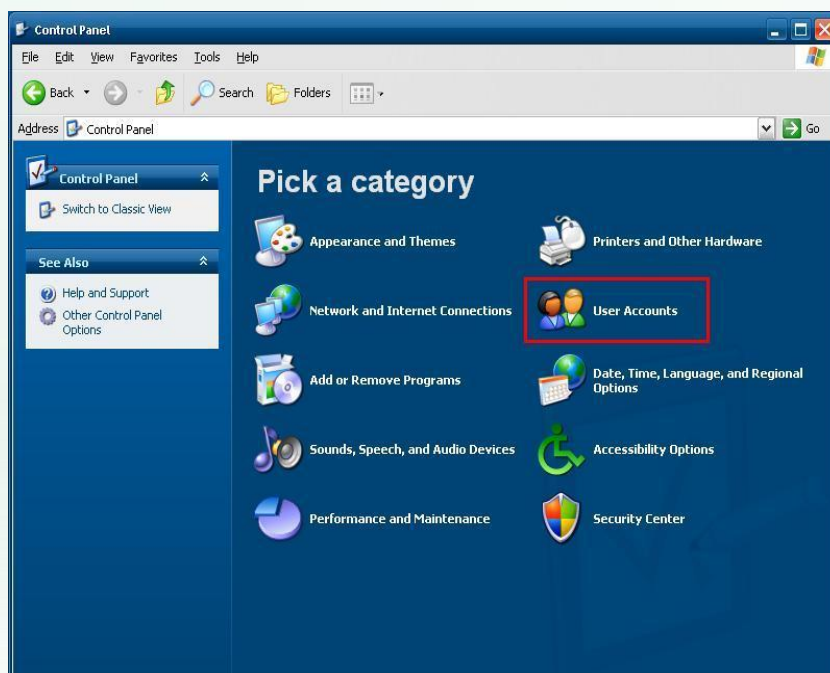 Control Panel
File Edit View Favorites Tools Help
Back Search Folders
Address Control Panel Go
Control Panel
Switch to Classic View
See Also
Help and Support
Other Control Panel
Options
Pick a category
Appearance and Themes
Printers and Other Hardware
Network and Internet Connections
User Accounts
Add or Remove Programs
Date, Time, Language, and Regional
Options
Sounds, Speech, and Audio Devices
Accessibility Options
Performance and Maintenance
Security Center